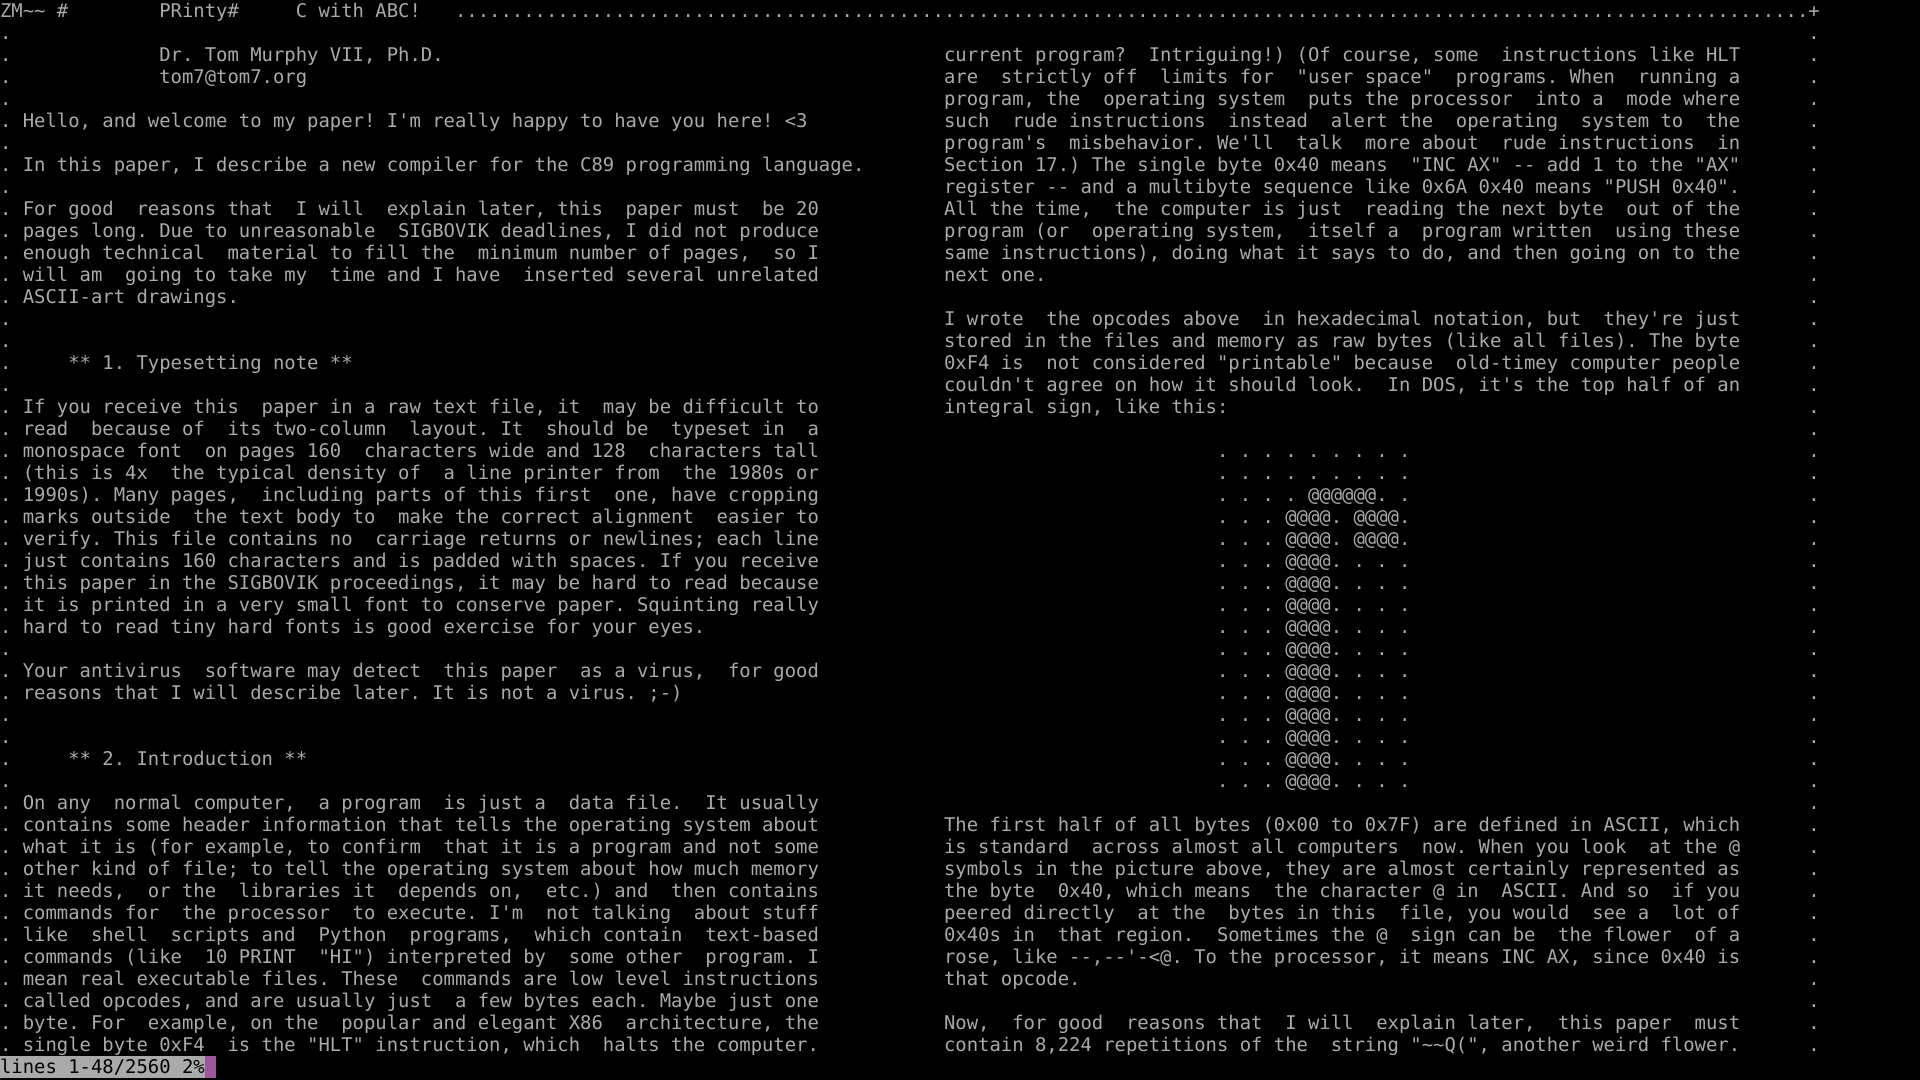 ZM~~ #        PRinty#     C with ABC!   .......................................................................................................................+
Dr. Tom Murphy VII, Ph.D.
tom7@tom7.org
Hello, and welcome to my paper! I'm really happy to have you here! <3
In this paper, I describe a new compiler for the C89 programming language.
For good  reasons that  I will  explain later, this  paper must  be 20
pages long. Due to unreasonable  SIGBOVIK deadlines, I did not produce
enough technical  material to fill the  minimum number of pages,  so I
will am  going to take my  time and I have  inserted several unrelated
ASCII-art drawings.
** 1. Typesetting note **
If you receive this  paper in a raw text file, it  may be difficult to
read  because of  its two-column  layout. It  should be  typeset in  a
monospace font  on pages 160  characters wide and 128  characters tall
(this is 4x  the typical density of  a line printer from  the 1980s or
1990s). Many pages,  including parts of this first  one, have cropping
marks outside  the text body to  make the correct alignment  easier to
verify. This file contains no  carriage returns or newlines; each line
just contains 160 characters and is padded with spaces. If you receive
this paper in the SIGBOVIK proceedings, it may be hard to read because
it is printed in a very small font to conserve paper. Squinting really
hard to read tiny hard fonts is good exercise for your eyes.
Your antivirus  software may detect  this paper  as a virus,  for good
reasons that I will describe later. It is not a virus. ;-)
** 2. Introduction **
On any  normal computer,  a program  is just a  data file.  It usually
contains some header information that tells the operating system about
what it is (for example, to confirm  that it is a program and not some
other kind of file; to tell the operating system about how much memory
it needs,  or the  libraries it  depends on,  etc.) and  then contains
commands for  the processor  to execute. I'm  not talking  about stuff
like  shell  scripts and  Python  programs,  which contain  text-based
commands (like  10 PRINT  "HI") interpreted by  some other  program. I
mean real executable files. These  commands are low level instructions
called opcodes, and are usually just  a few bytes each. Maybe just one
byte. For  example, on the  popular and elegant X86  architecture, the
single byte 0xF4  is the "HLT" instruction, which  halts the computer.
current program?  Intriguing!) (Of course, some  instructions like HLT
are  strictly off  limits for  "user space"  programs. When  running a
program, the  operating system  puts the processor  into a  mode where
such  rude instructions  instead  alert the  operating  system to  the
program's  misbehavior. We'll  talk  more about  rude instructions  in
Section 17.) The single byte 0x40 means  "INC AX" -- add 1 to the "AX"
register -- and a multibyte sequence like 0x6A 0x40 means "PUSH 0x40".
All the time,  the computer is just  reading the next byte  out of the
program (or  operating system,  itself a  program written  using these
same instructions), doing what it says to do, and then going on to the
next one.
I wrote  the opcodes above  in hexadecimal notation, but  they're just
stored in the files and memory as raw bytes (like all files). The byte
0xF4 is  not considered "printable" because  old-timey computer people
couldn't agree on how it should look.  In DOS, it's the top half of an
integral sign, like this:
. . . . . . . . .
. . . . . . . . .
. . . . @@@@@@. .
. . . @@@@. @@@@.
. . . @@@@. @@@@.
. . . @@@@. . . .
. . . @@@@. . . .
. . . @@@@. . . .
. . . @@@@. . . .
. . . @@@@. . . .
. . . @@@@. . . .
. . . @@@@. . . .
. . . @@@@. . . .
. . . @@@@. . . .
. . . @@@@. . . .
. . . @@@@. . . .
The first half of all bytes (0x00 to 0x7F) are defined in ASCII, which
is standard  across almost all computers  now. When you look  at the @
symbols in the picture above, they are almost certainly represented as
the byte  0x40, which means  the character @ in  ASCII. And so  if you
peered directly  at the  bytes in this  file, you would  see a  lot of
0x40s in  that region.  Sometimes the @  sign can be  the flower  of a
rose, like --,--'-<@. To the processor, it means INC AX, since 0x40 is
that opcode.
Now,  for good  reasons that  I will  explain later,  this paper  must
contain 8,224 repetitions of the  string "~~Q(", another weird flower.
lines 1-48/2560 2%